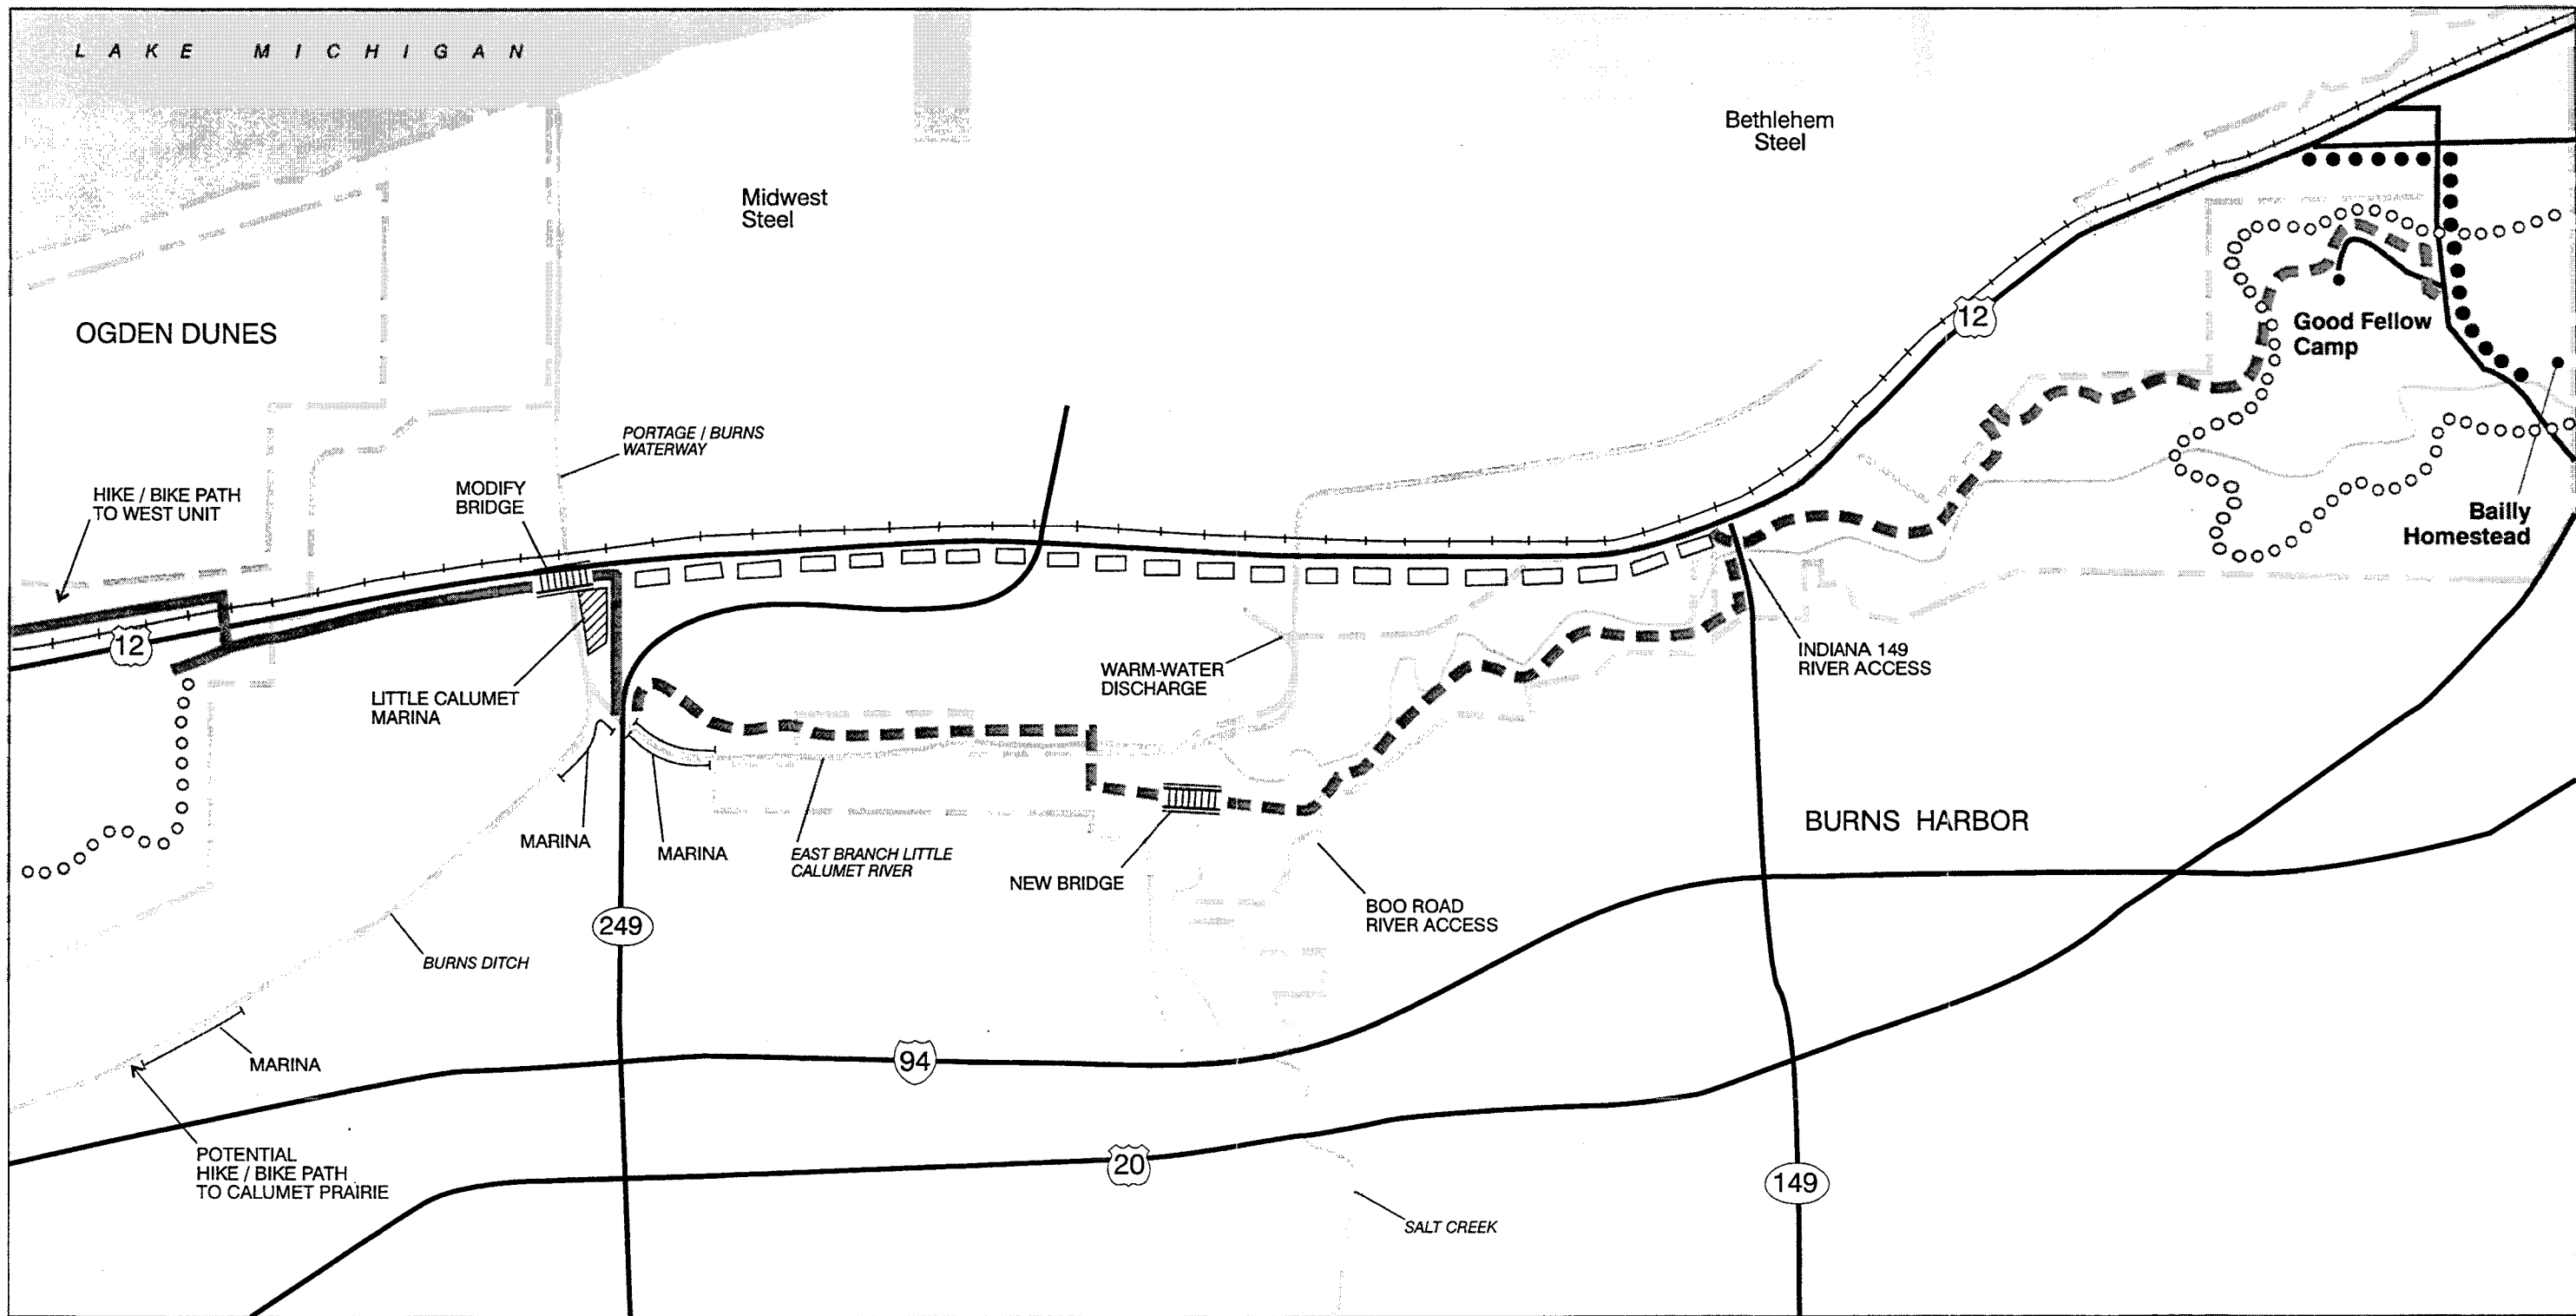 LAKE MICHIGAN
Bethlehem
Steel
Midwest
Steel
OGDEN DUNES
12
Good Fellow
Camp
PORTAGE / BURNS
WATERWAY
HIKE / BIKE PATH
TO WEST UNIT
MODIFY
BRIDGE
Bailly
Homestead
12
LITTLE CALUMET
MARINA
WARM-WATER
DISCHARGE
INDIANA 149
RIVER ACCESS
MARINA
MARINA
EAST BRANCH LITTLE
CALUMET RIVER
NEW BRIDGE
BURNS HARBOR
BOO ROAD
RIVER ACCESS
249
BURNS DITCH
MARINA
94
POTENTIAL
HIKE / BIKE PATH
TO CALUMET PRAIRIE
20
149
SALT CREEK